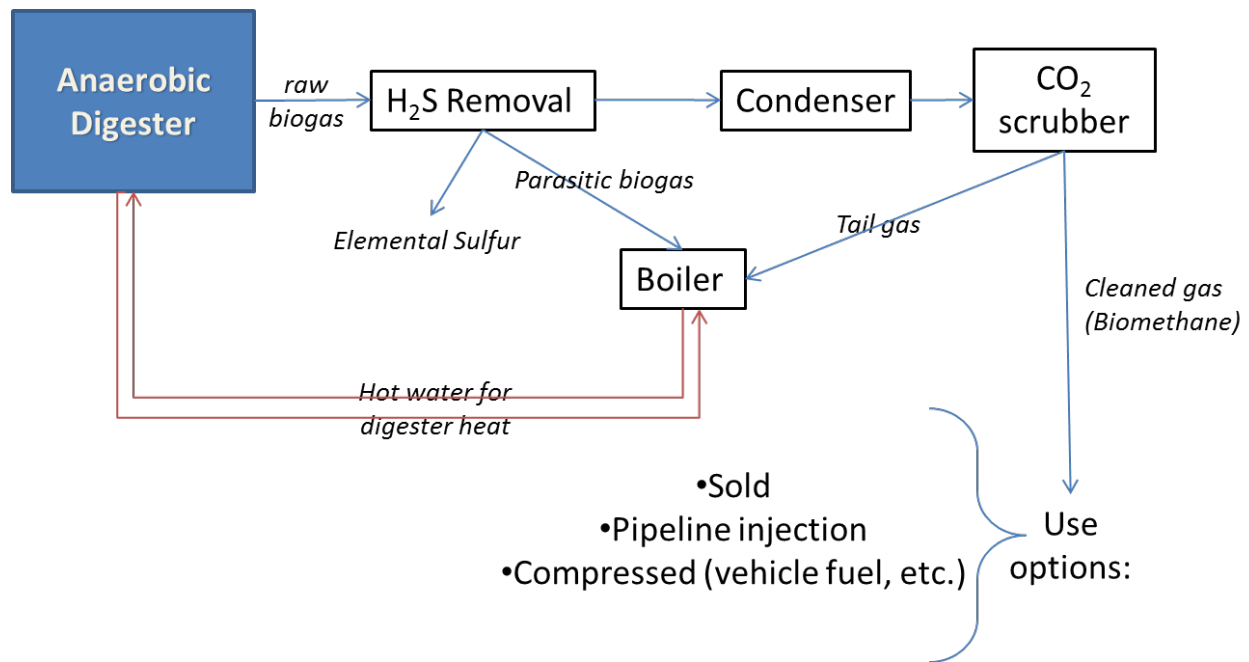 Anaerobic
Digester
raw
biogas
H₂S Removal
Condenser
CO₂
scrubber
Parasitic biogas
Elemental Sulfur
Tail gas
Boiler
Cleaned gas
(Biomethane)
Hot water for
digester heat
•Sold
•Pipeline injection
•Compressed (vehicle fuel, etc.)
Use
options: